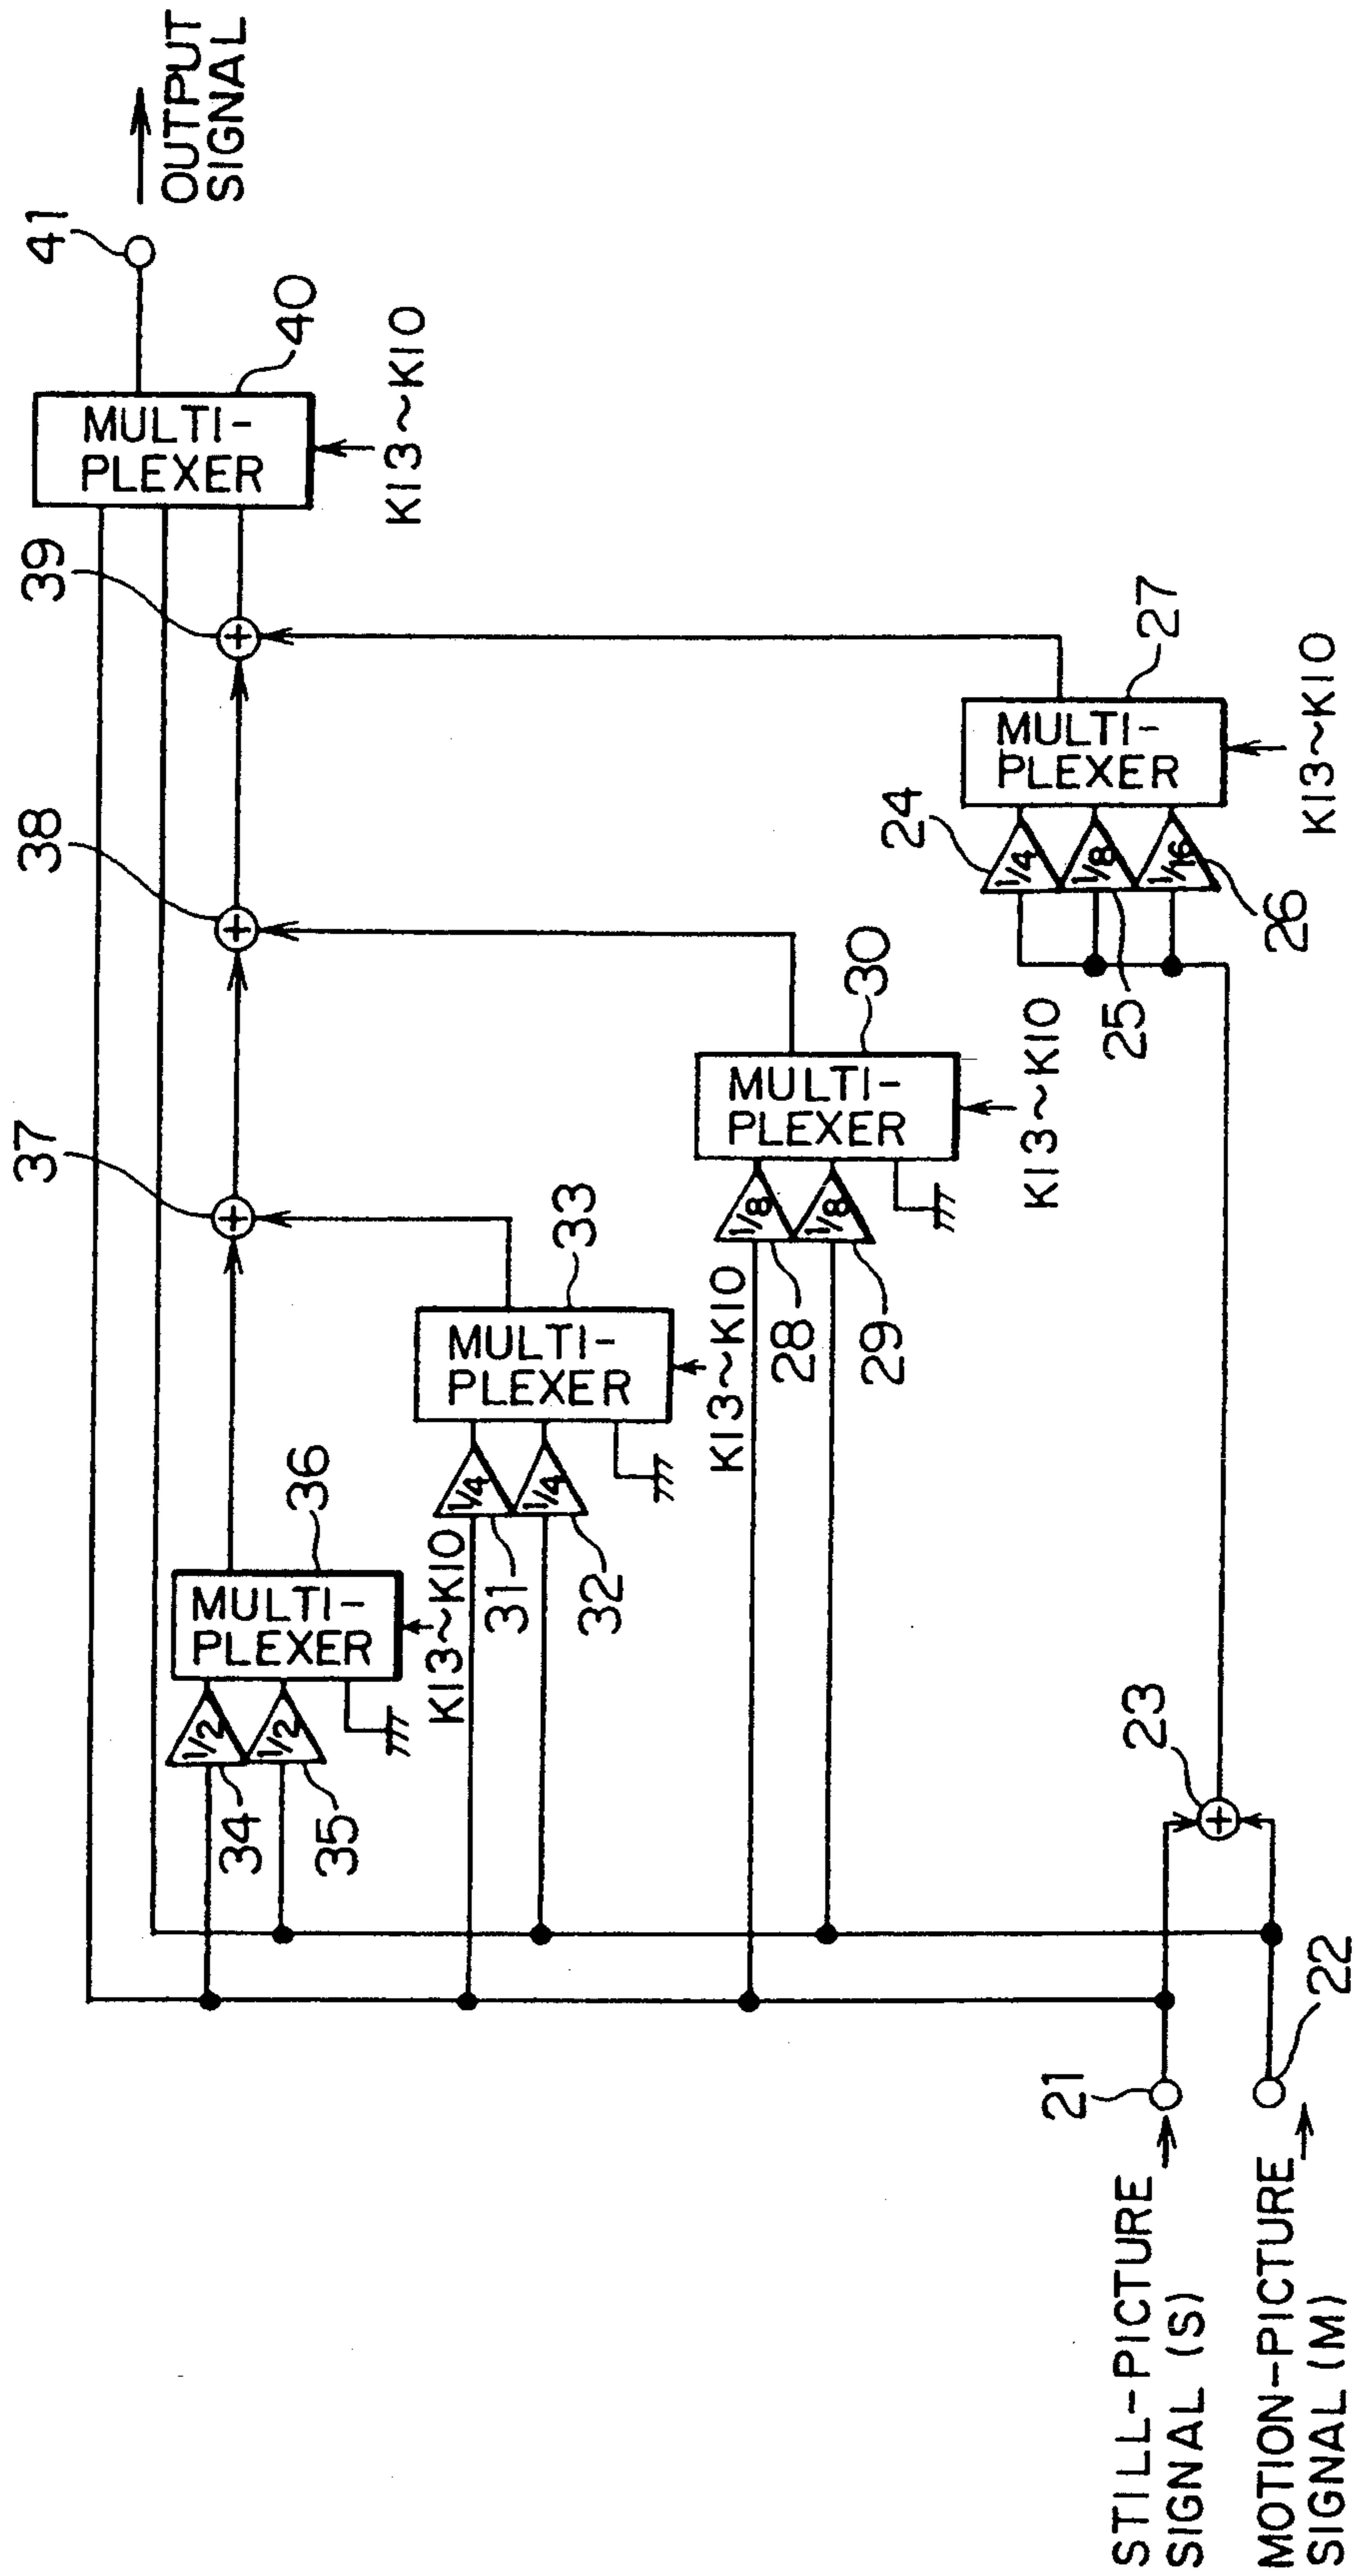 OUTPUT
SIGNAL
41
MULTI-
PLEXER
40
K13~K10
39
38
37
MULTI-
PLEXER
27
K13~K10
24
1/4
1/8
1/16
25
26
MULTI-
PLEXER
30
K13~K10
1/8
1/8
28
29
MULTI-
PLEXER
33
K13~K10
1/4
1/4
31
32
MULTI-
PLEXER
36
K13~K10
1/2
1/2
34
35
23
21
22
STILL-PICTURE
SIGNAL (S)
MOTION-PICTURE
SIGNAL (M)